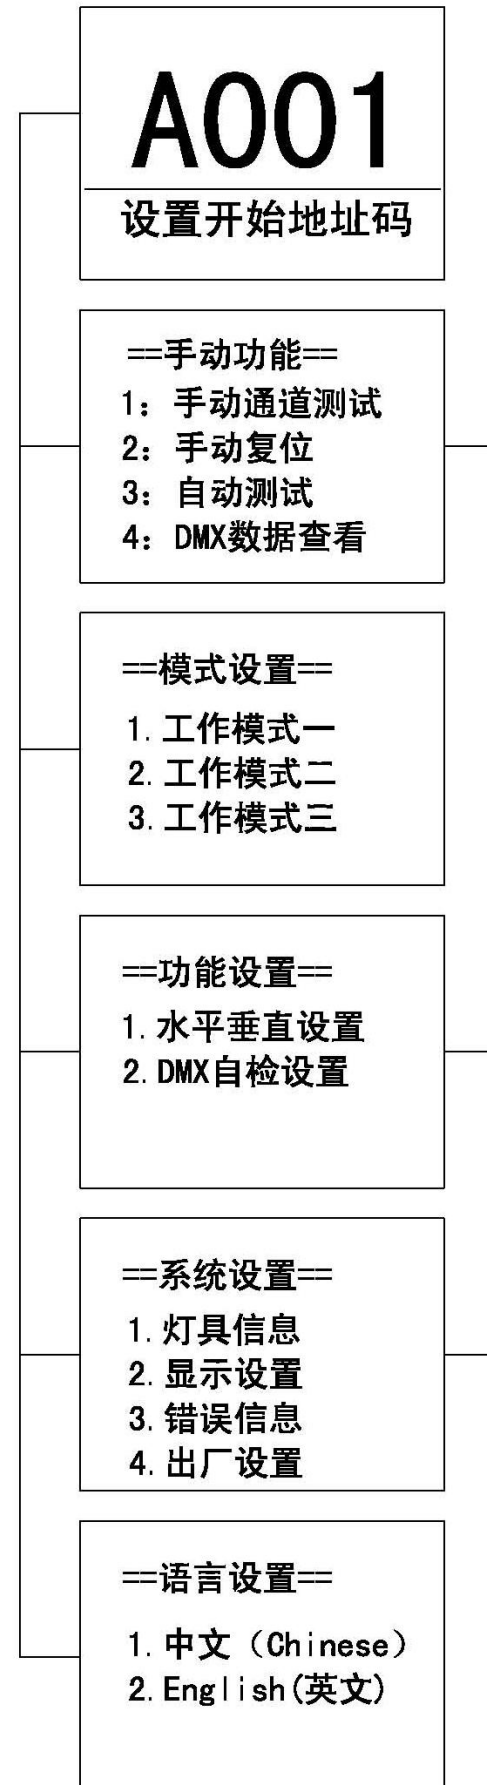 A001
设置开始地址码
==手动功能==
1: 手动通道测试
2: 手动复位
3: 自动测试
4: DMX数据查看
==模式设置==
1. 工作模式一
2. 工作模式二
3. 工作模式三
==功能设置==
1. 水平垂直设置
2. DMX自检设置
==系统设置==
1. 灯具信息
2. 显示设置
3. 错误信息
4. 出厂设置
==语言设置==
1. 中文（Chinese）
2. English(英文)